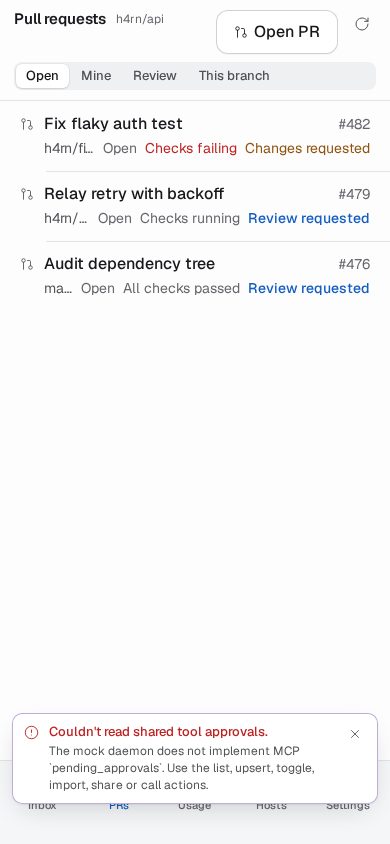 Pull requests h4rn/api
Open PR
Open Mine Review This branch
Fix flaky auth test #482
h4rn/fi... Open Checks failing Changes requested
Relay retry with backoff #479
h4rn/... Open Checks running Review requested
Audit dependency tree #476
ma... Open All checks passed Review requested
Couldn't read shared tool approvals.
The mock daemon does not implement MCP
`pending_approvals`. Use the list, upsert, toggle,
import, share or call actions.
Inbox PRs Usage Hosts Settings